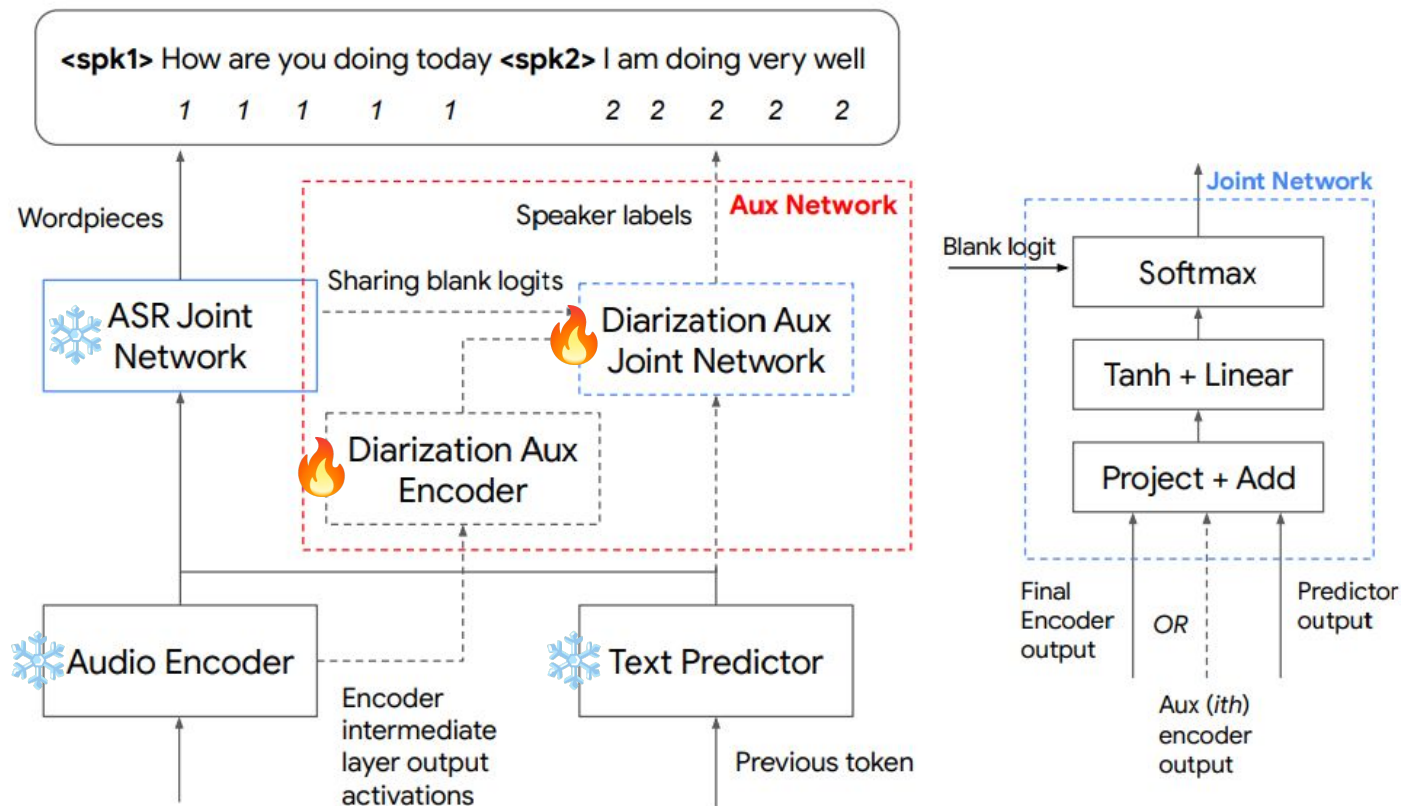 <spk1> How are you doing today <spk2> I am doing very well
1 1 1 1 1 2 2 2 2 2
Wordpieces
Speaker labels
Aux Network
Sharing blank logits
ASR Joint
Network
Diarization Aux
Joint Network
Diarization Aux
Encoder
Audio Encoder
Text Predictor
Encoder
intermediate
layer output
activations
Previous token
Joint Network
Blank logit
Softmax
Tanh + Linear
Project + Add
Final
Encoder
output
OR
Predictor
output
Aux (ith)
encoder
output